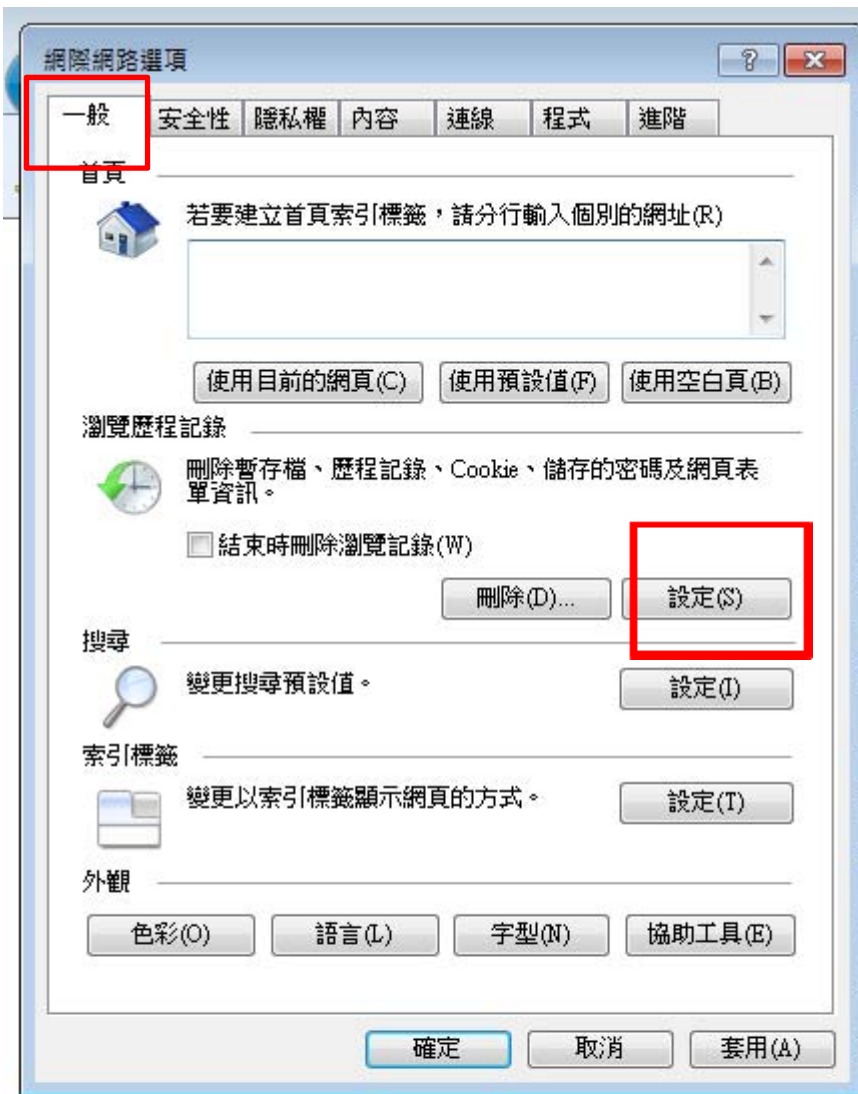 網際網路選項
一般 安全性 隱私權 內容 連線 程式 進階
首頁
若要建立首頁索引標籤，請分行輸入個別的網址(R)
使用目前的網頁(C) 使用預設值(F) 使用空白頁(B)
瀏覽歷程記錄
刪除暫存檔、歷程記錄、Cookie、儲存的密碼及網頁表
單資訊。
結束時刪除瀏覽記錄(W)
刪除(D)... 設定(S)
搜尋
變更搜尋預設值。
設定(I)
索引標籤
變更以索引標籤顯示網頁的方式。
設定(T)
外觀
色彩(O) 語言(L) 字型(N) 協助工具(E)
確定 取消 套用(A)